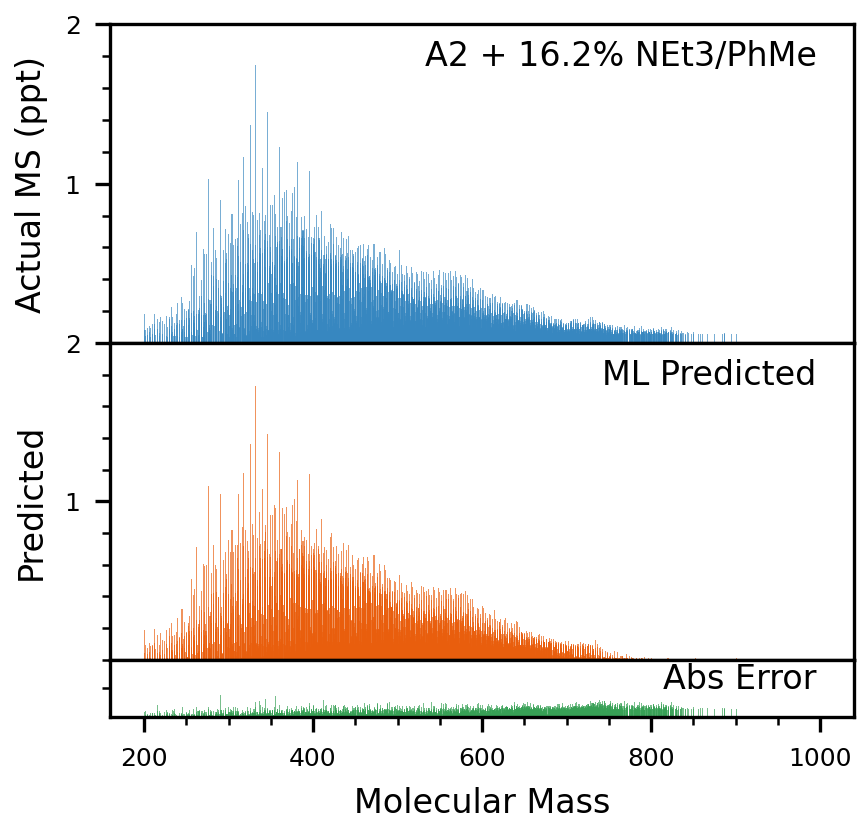 2
A2 + 16.2% NEt3/PhMe
Actual MS (ppt)
1
2
ML Predicted
Predicted
1
Abs Error
200 400 600 800 1000
Molecular Mass